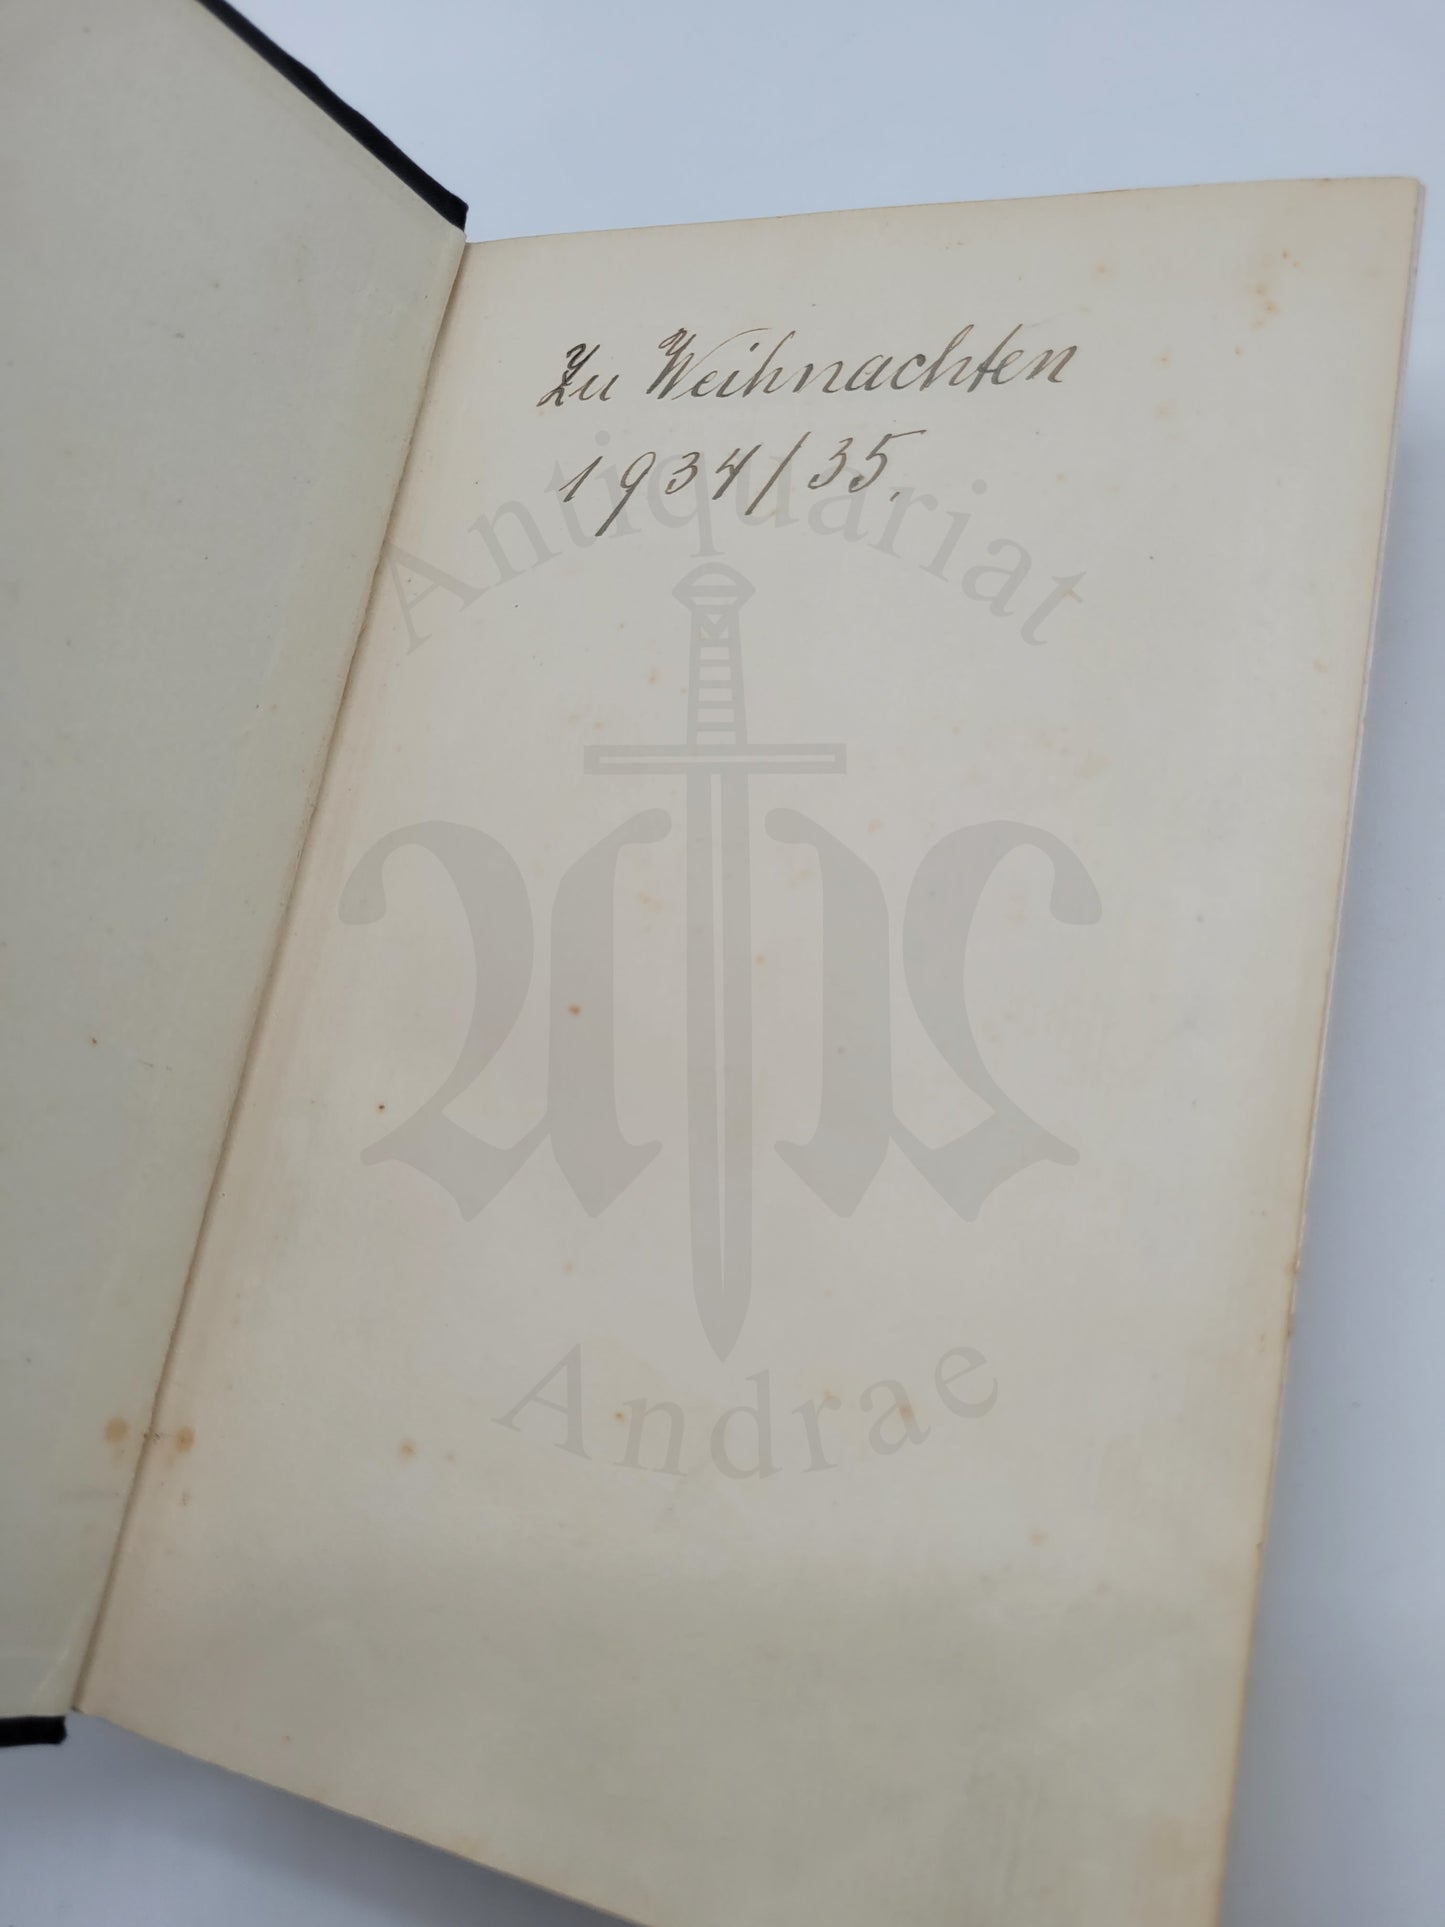 Zu Weihnachten
1934/35.
Antiquariat
Andrae